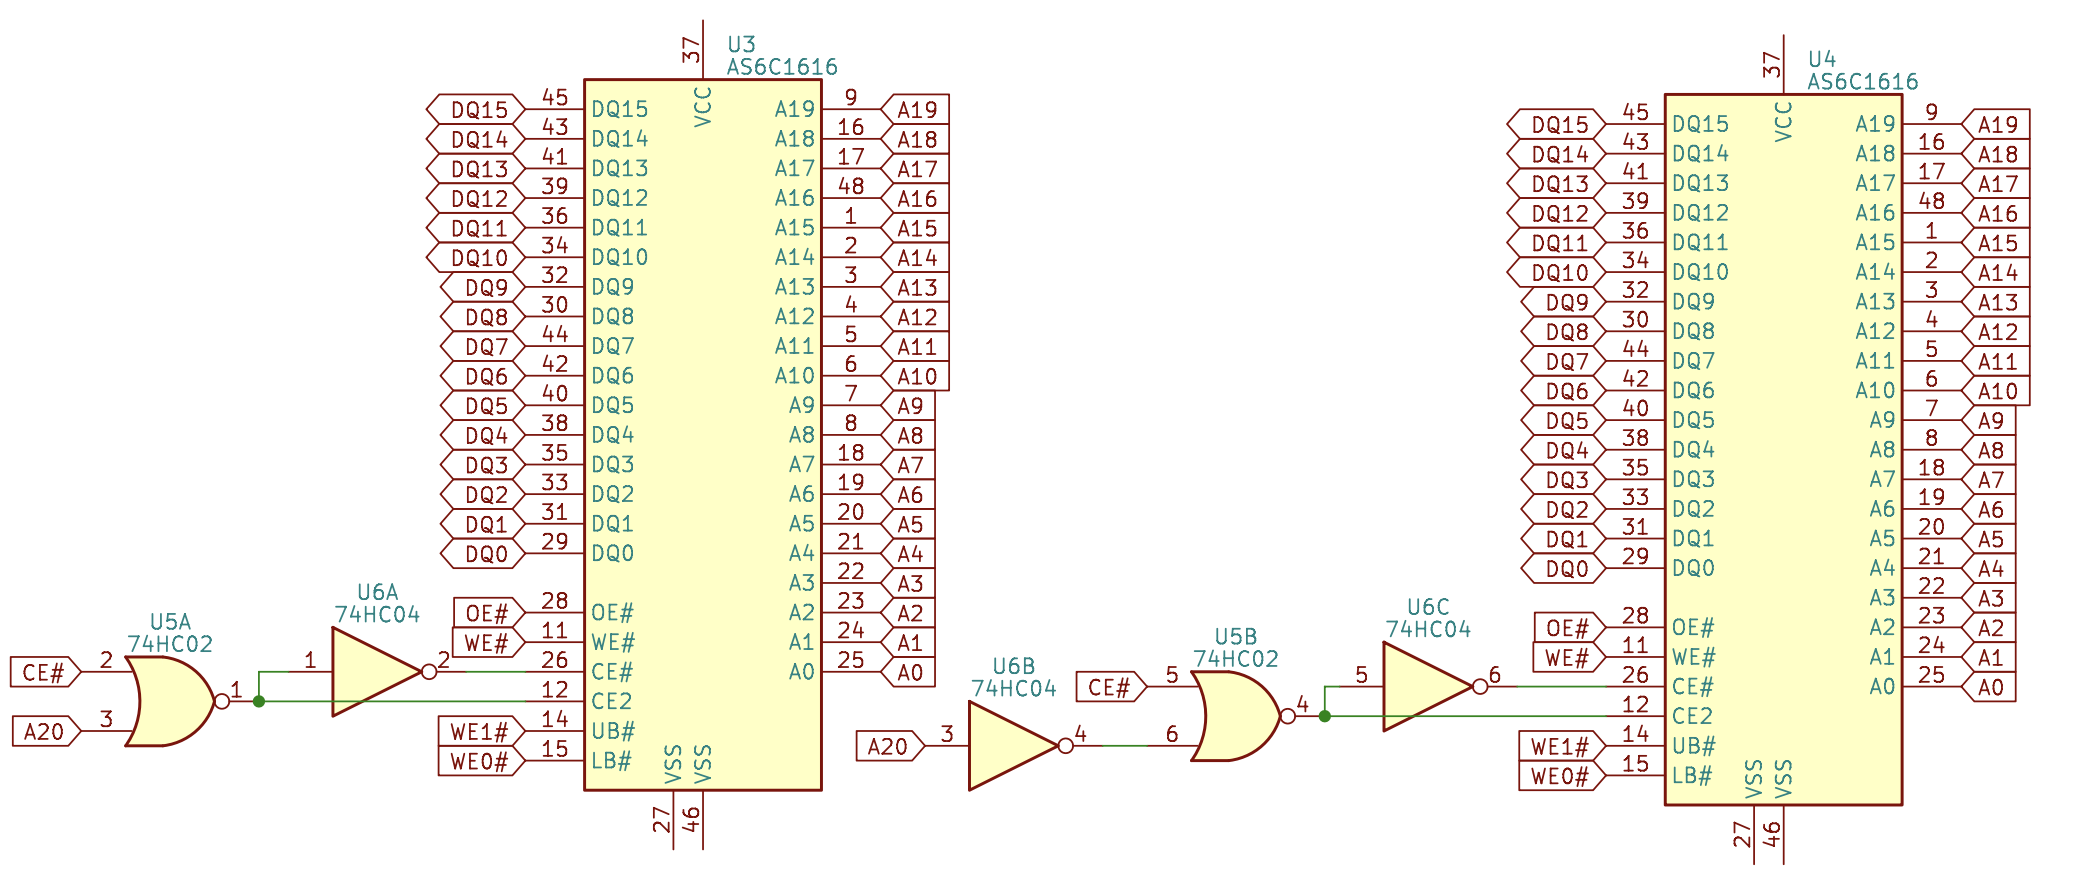 U3
AS6C1616
37
VCC
DQ15 45 DQ15 A19 9 A19
DQ14 43 DQ14 A18 16 A18
DQ13 41 DQ13 A17 17 A17
DQ12 39 DQ12 A16 48 A16
DQ11 36 DQ11 A15 1 A15
DQ10 34 DQ10 A14 2 A14
DQ9 32 DQ9 A13 3 A13
DQ8 30 DQ8 A12 4 A12
DQ7 44 DQ7 A11 5 A11
DQ6 42 DQ6 A10 6 A10
DQ5 40 DQ5 A9 7 A9
DQ4 38 DQ4 A8 8 A8
DQ3 35 DQ3 A7 18 A7
DQ2 33 DQ2 A6 19 A6
DQ1 31 DQ1 A5 20 A5
DQ0 29 DQ0 A4 21 A4
A3 22 A3
OE# 28 OE# A2 23 A2
WE# 11 WE# A1 24 A1
26 CE# A0 25 A0
12 CE2
WE1# 14 UB#
WE0# 15 LB#
VSS VSS
27 46
U5A
74HC02
CE# 2
A20 3
1
U6A
74HC04
1 2
U4
AS6C1616
37
VCC
DQ15 45 DQ15 A19 9 A19
DQ14 43 DQ14 A18 16 A18
DQ13 41 DQ13 A17 17 A17
DQ12 39 DQ12 A16 48 A16
DQ11 36 DQ11 A15 1 A15
DQ10 34 DQ10 A14 2 A14
DQ9 32 DQ9 A13 3 A13
DQ8 30 DQ8 A12 4 A12
DQ7 44 DQ7 A11 5 A11
DQ6 42 DQ6 A10 6 A10
DQ5 40 DQ5 A9 7 A9
DQ4 38 DQ4 A8 8 A8
DQ3 35 DQ3 A7 18 A7
DQ2 33 DQ2 A6 19 A6
DQ1 31 DQ1 A5 20 A5
DQ0 29 DQ0 A4 21 A4
A3 22 A3
OE# 28 OE# A2 23 A2
WE# 11 WE# A1 24 A1
26 CE# A0 25 A0
12 CE2
WE1# 14 UB#
WE0# 15 LB#
VSS VSS
27 46
U6B
74HC04
A20 3 4
U5B
74HC02
CE# 5
6
4
U6C
74HC04
5 6